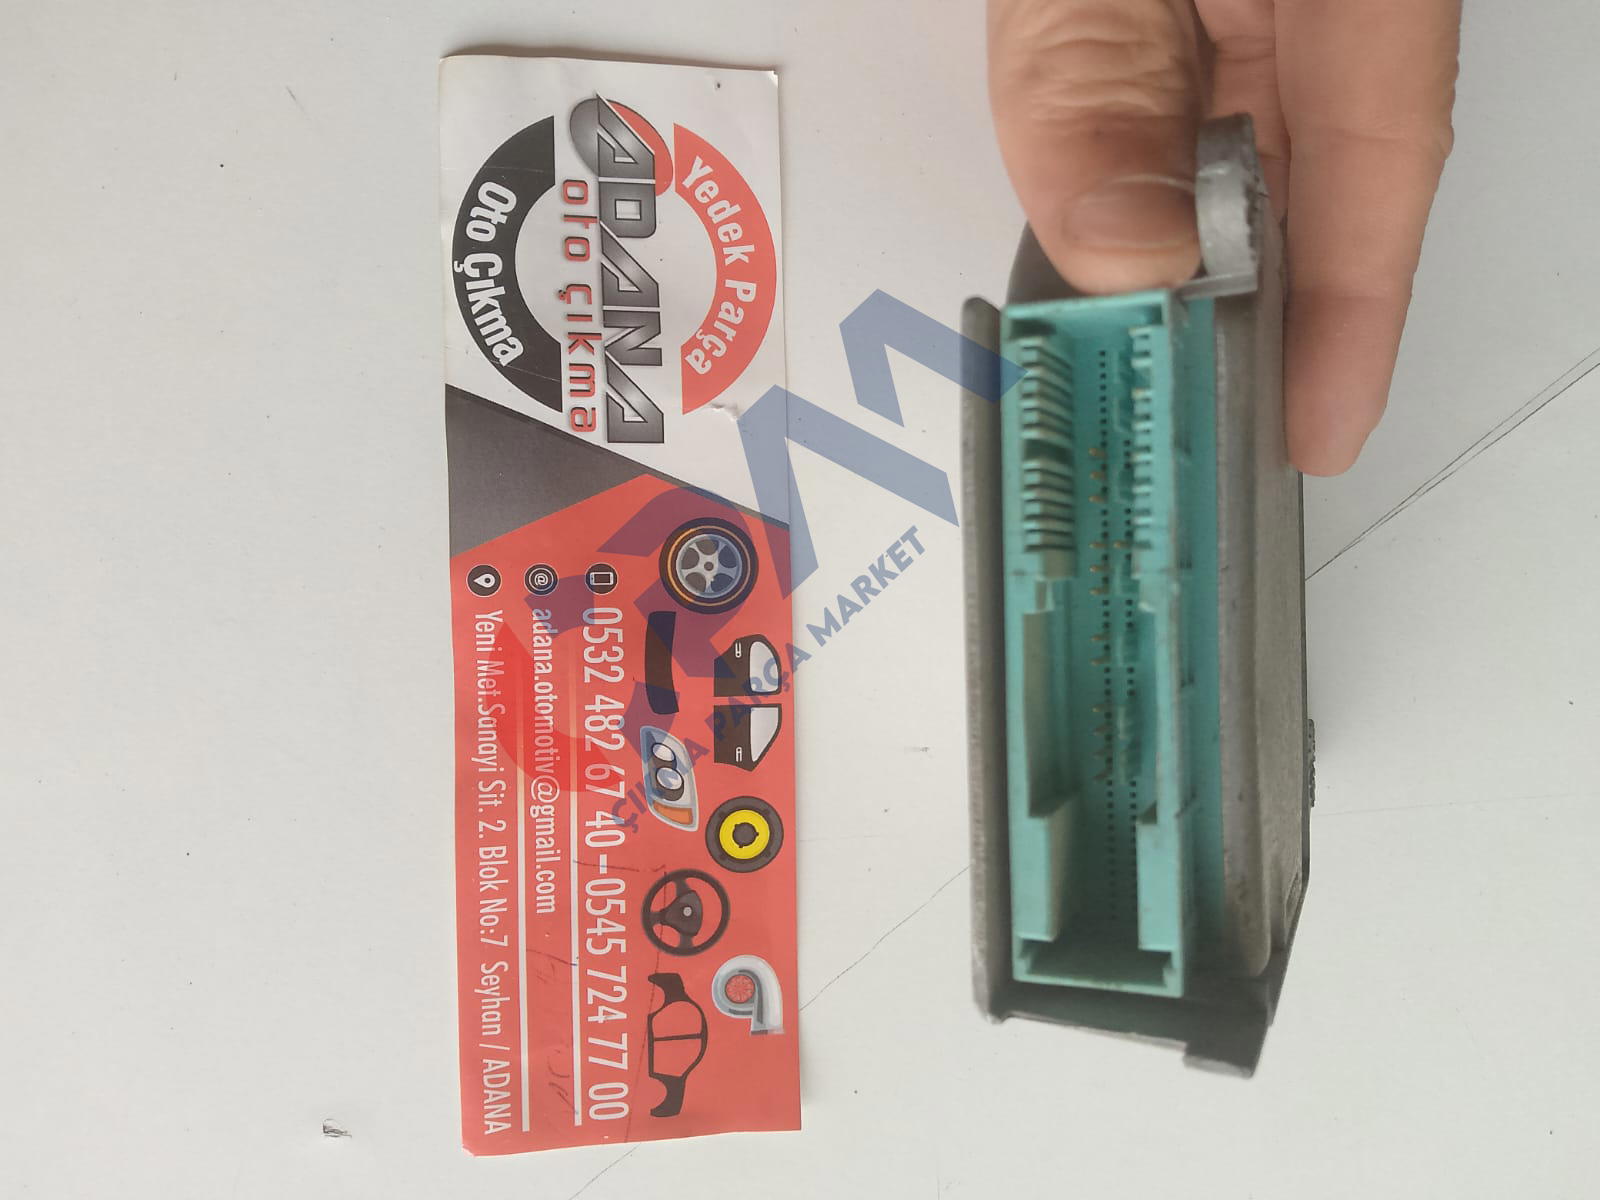 Yedek Parça
ADANA
oto çıkma
Oto Çıkma
0532 482 67 40 - 0545 724 77 00
adana.otomotiv@gmail.com
Yeni Met.Sanayi Sit. 2. Blok No:7 Seyhan / ADANA
ÇIKMA PARÇA MARKET